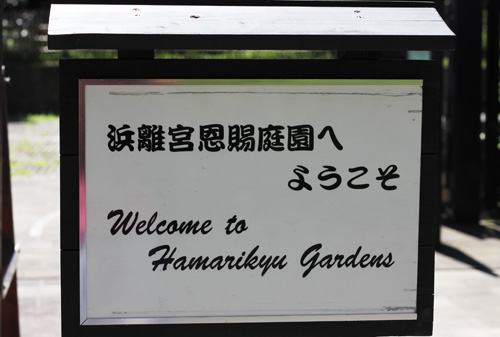 浜離宮恩賜庭園へ
ようこそ
Welcome to
Hamarikyu Gardens